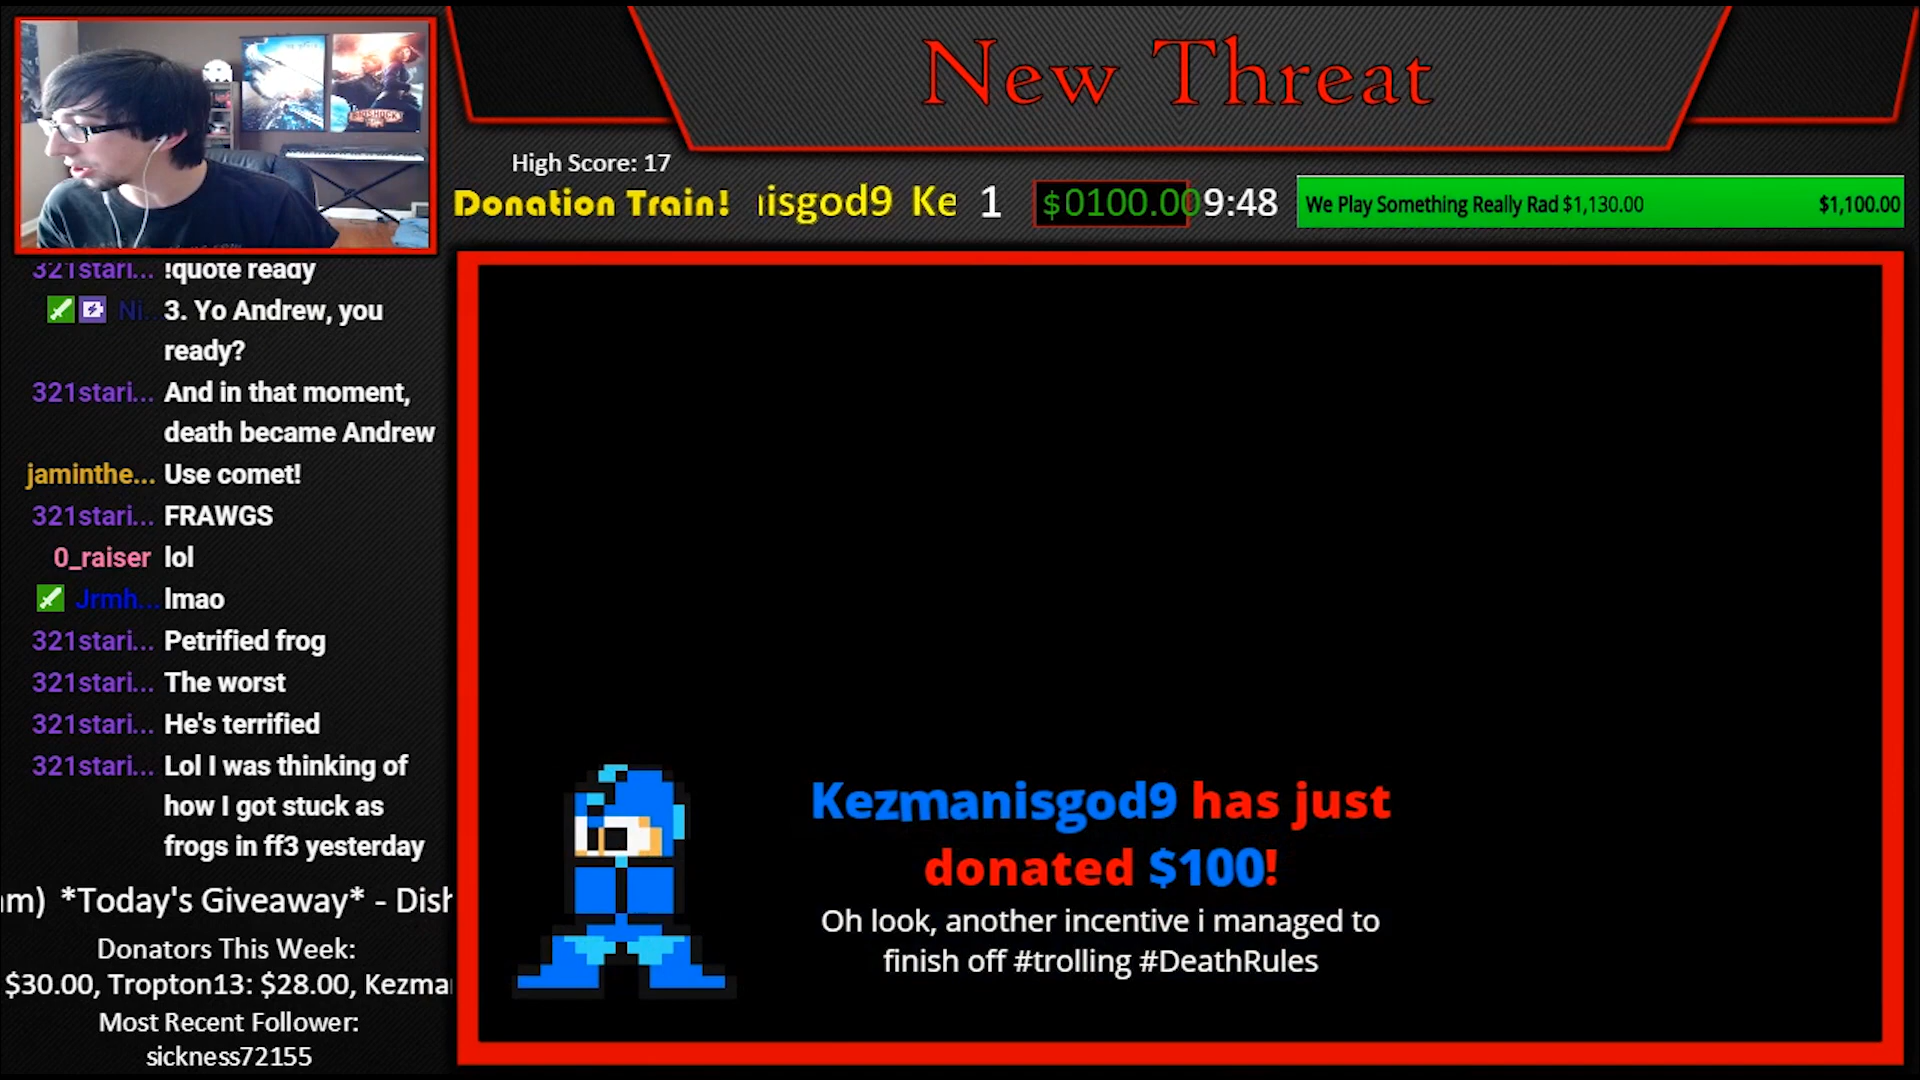 New Threat
BIOSHOCK
High Score: 17
Donation Train!
isgod9 Ke
1
$0100.00
9:48
We Play Something Really Rad $1,130.00
$1,100.00
321stari... !quote ready
Ni... 3. Yo Andrew, you
ready?
321stari... And in that moment,
death became Andrew
jaminthe... Use comet!
321stari... FRAWGS
0_raiser lol
Jrmh... lmao
321stari... Petrified frog
321stari... The worst
321stari... He's terrified
321stari... Lol I was thinking of
how I got stuck as
frogs in ff3 yesterday
m) *Today's Giveaway* - Dish
Donators This Week:
$30.00, Tropton13: $28.00, Kezma
Most Recent Follower:
sickness72155
Kezmanisgod9 has just
donated $100!
Oh look, another incentive i managed to
finish off #trolling #DeathRules